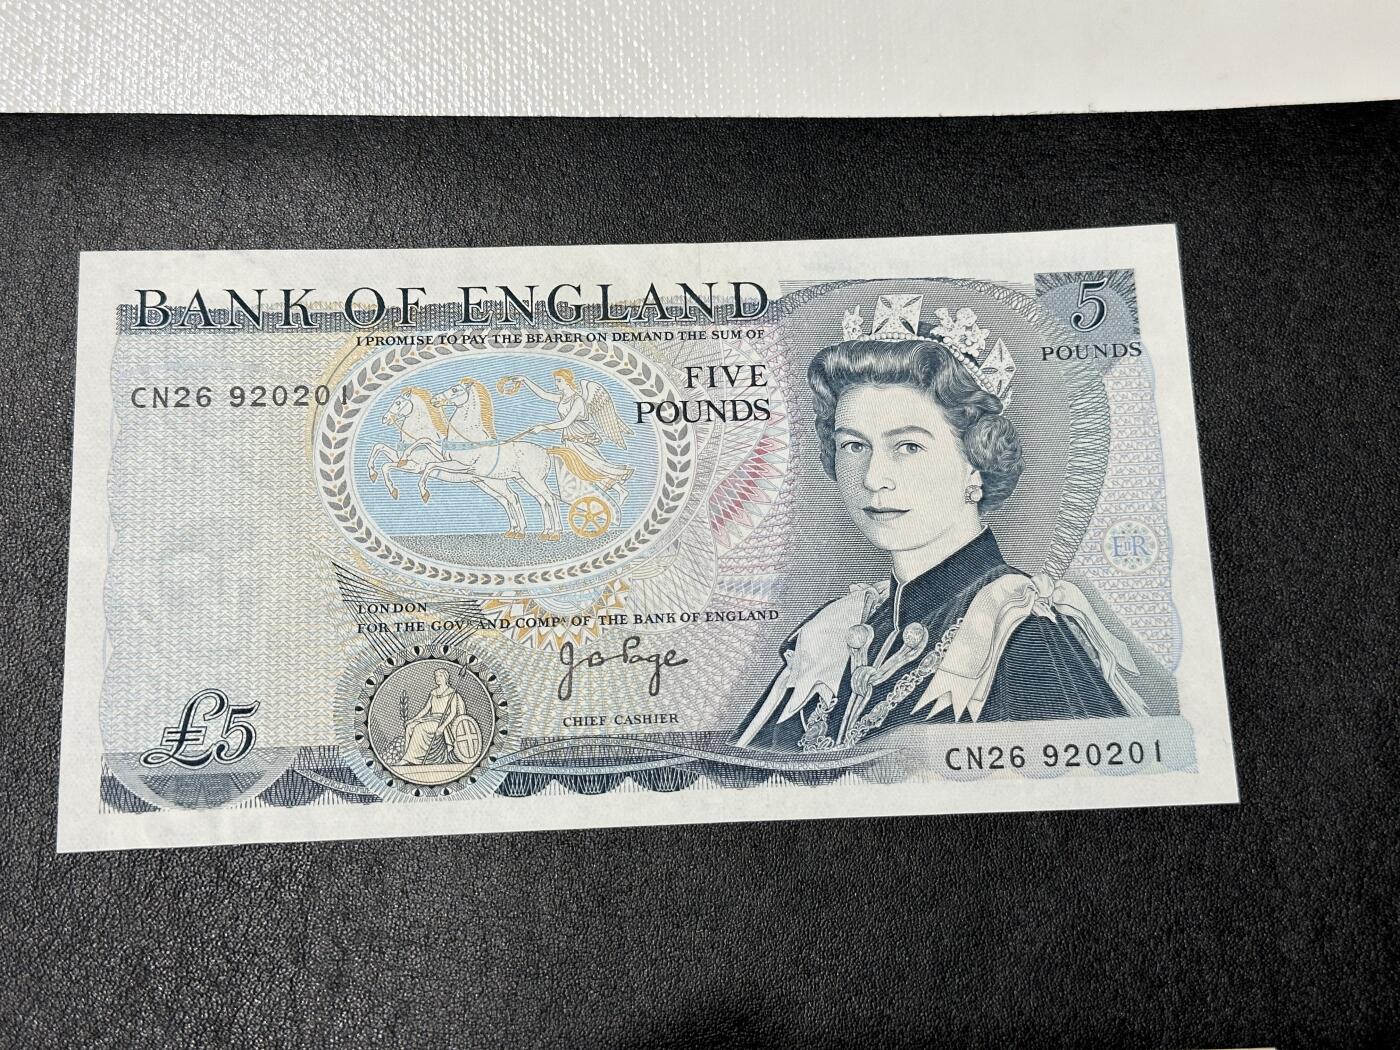 BANK OF ENGLAND
I PROMISE TO PAY THE BEARER ON DEMAND THE SUM OF
FIVE
POUNDS
5
POUNDS
CN26 920201
EIIR
LONDON
FOR THE GOVR AND COMPA OF THE BANK OF ENGLAND
J B Page
CHIEF CASHIER
£5
CN26 920201